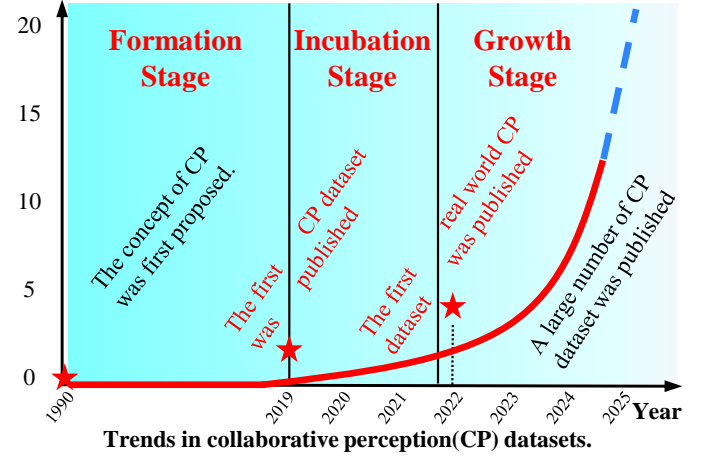 20
15
10
5
0
Formation
Stage
Incubation
Stage
Growth
Stage
The concept of CP
was first proposed.
The first CP dataset
was published
The first real world CP
dataset was published
A large number of CP
dataset was published
1990
2019
2020
2021
2022
2023
2024
2025
Year
Trends in collaborative perception(CP) datasets.